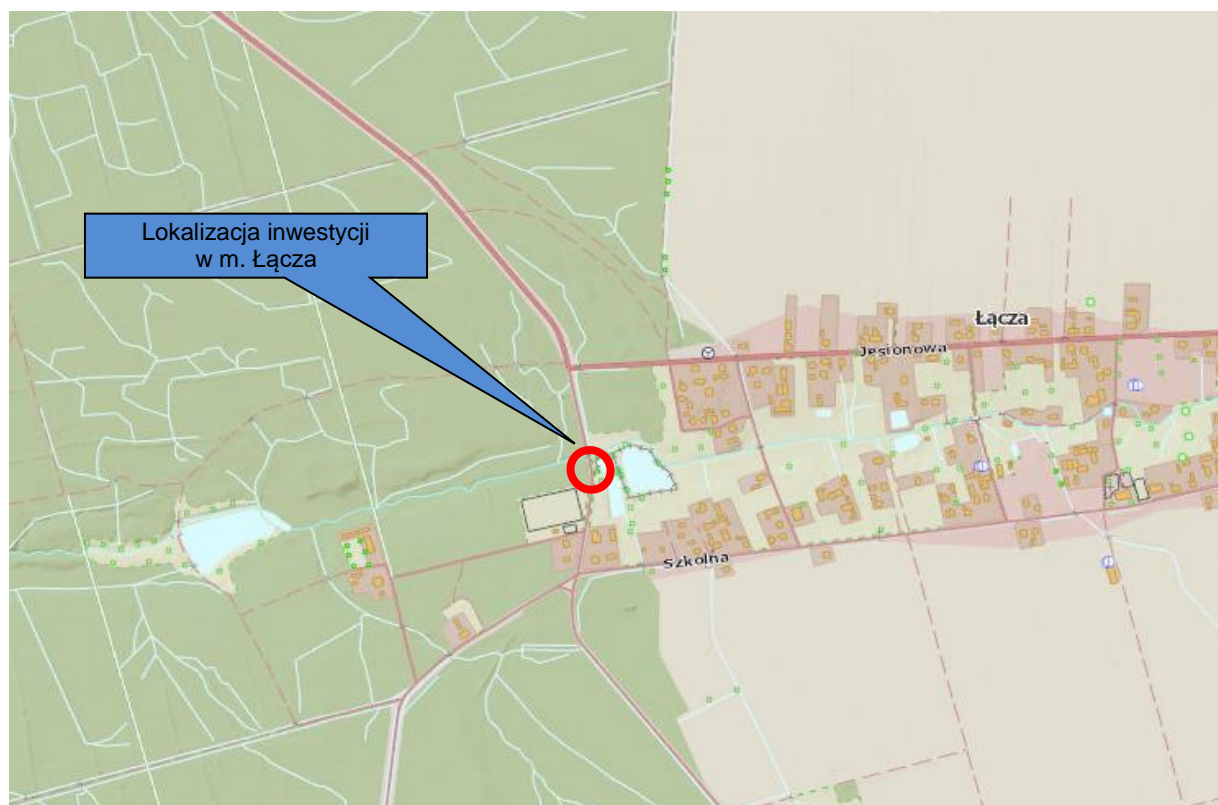 Lokalizacja inwestycji
w m. Łącza
Łącza
Jesionowa
Szkolna